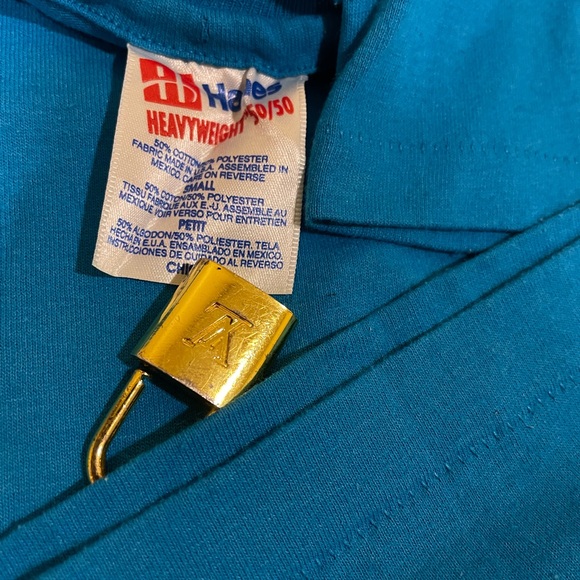 Hanes
HEAVYWEIGHT 50/50
50% COTTON/50% POLYESTER
FABRIC MADE IN U.S.A. ASSEMBLED IN
MEXICO. CARE ON REVERSE
SMALL
50% COTON/50% POLYESTER
TISSU FABRIQUÉ AUX E.-U. ASSEMBLÉ AU
MEXIQUE VOIR VERSO POUR ENTRETIEN
PETIT
50% ALGODON/50% POLIESTER. TELA
HECHA EN E.U.A. ENSAMBLADO EN MEXICO.
INSTRUCCIONES DE CUIDADO AL REVERSO